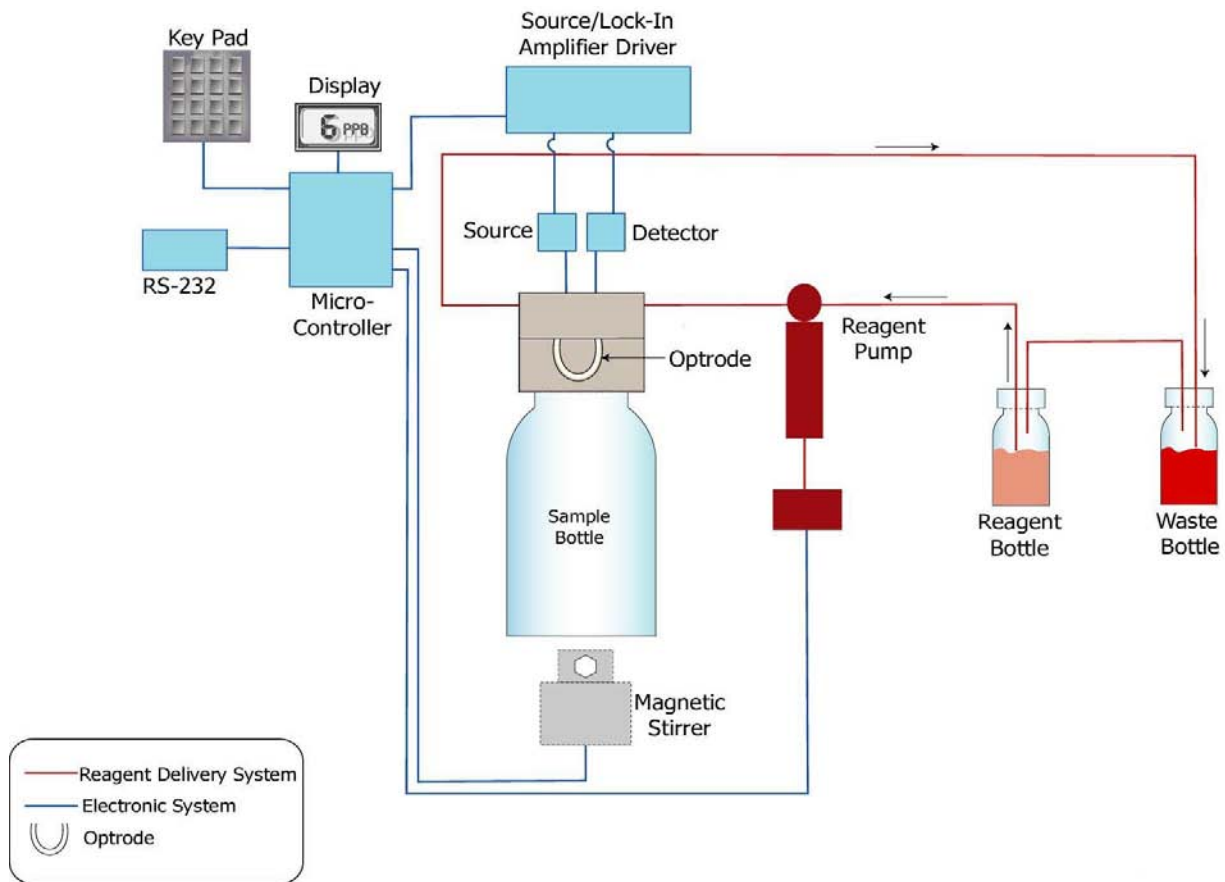 Source/Lock-In
Amplifier Driver
Key Pad
Display
6 PPB
Source
Detector
RS-232
Micro-
Controller
Reagent
Pump
Optrode
Sample
Bottle
Reagent
Bottle
Waste
Bottle
Magnetic
Stirrer
Reagent Delivery System
Electronic System
Optrode